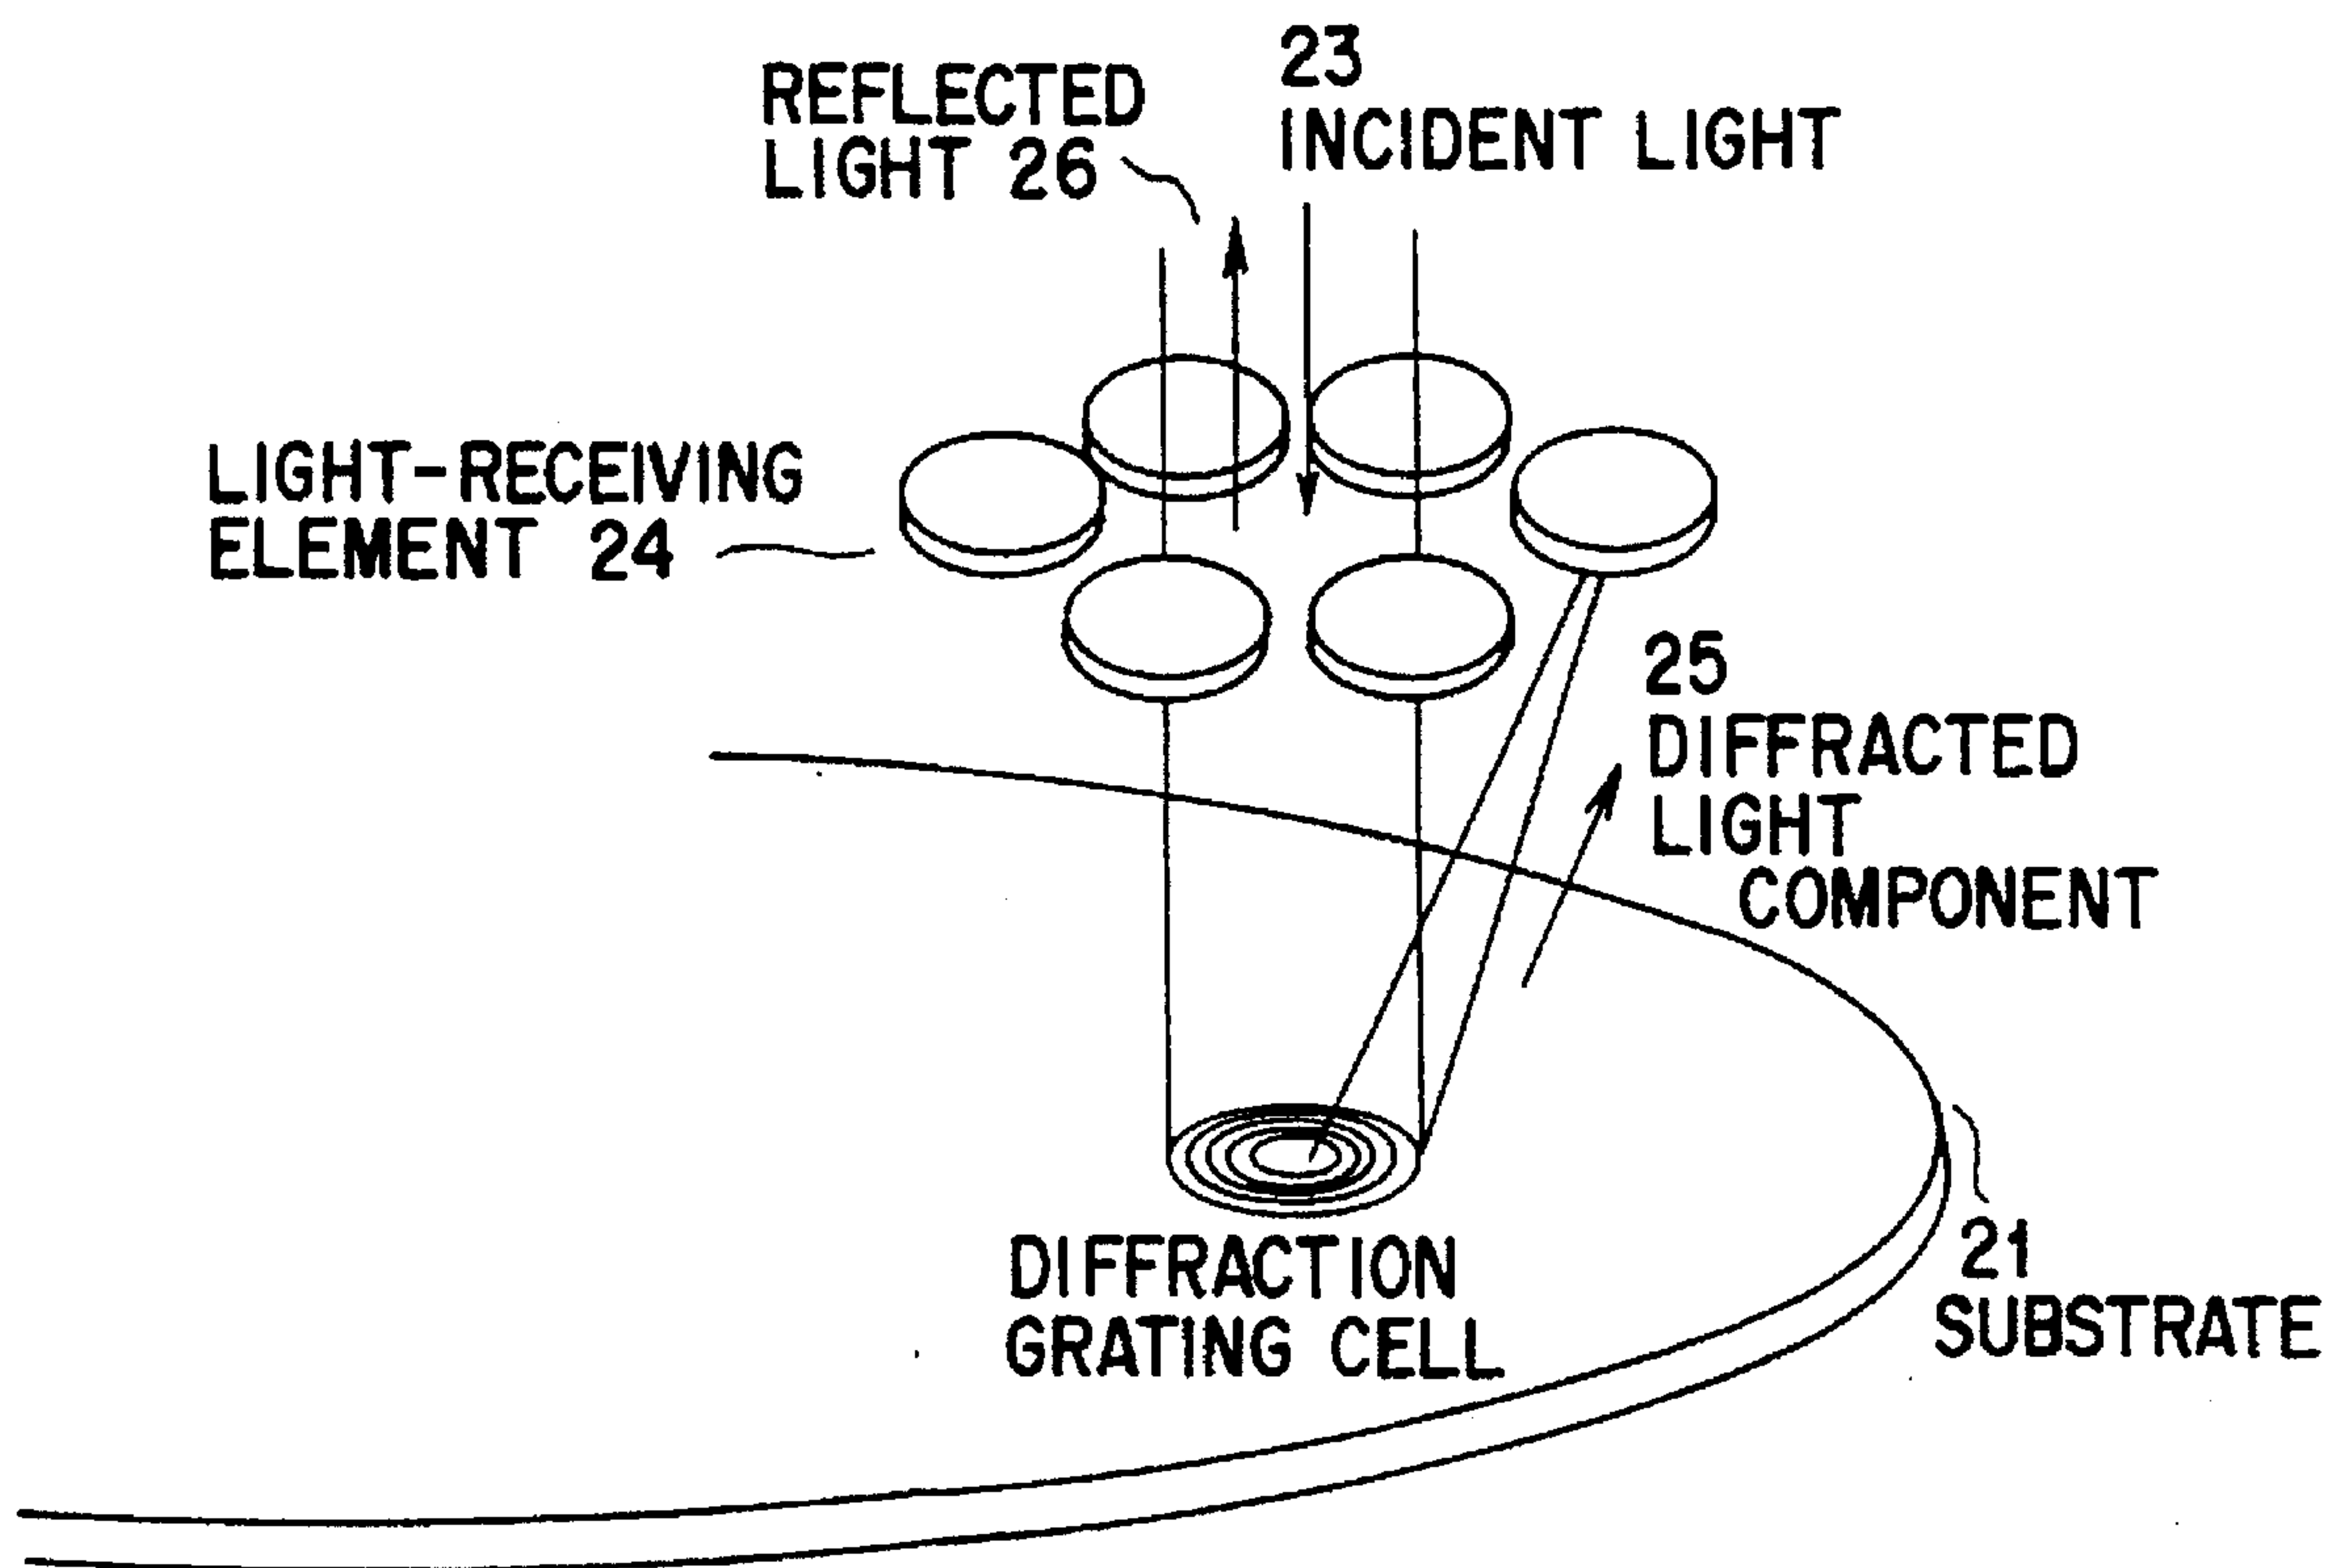 REFLECTED
LIGHT 26
23
INCIDENT LIGHT
LIGHT-RECEIVING
ELEMENT 24
25
DIFFRACTED
LIGHT
COMPONENT
DIFFRACTION
GRATING CELL
21
SUBSTRATE